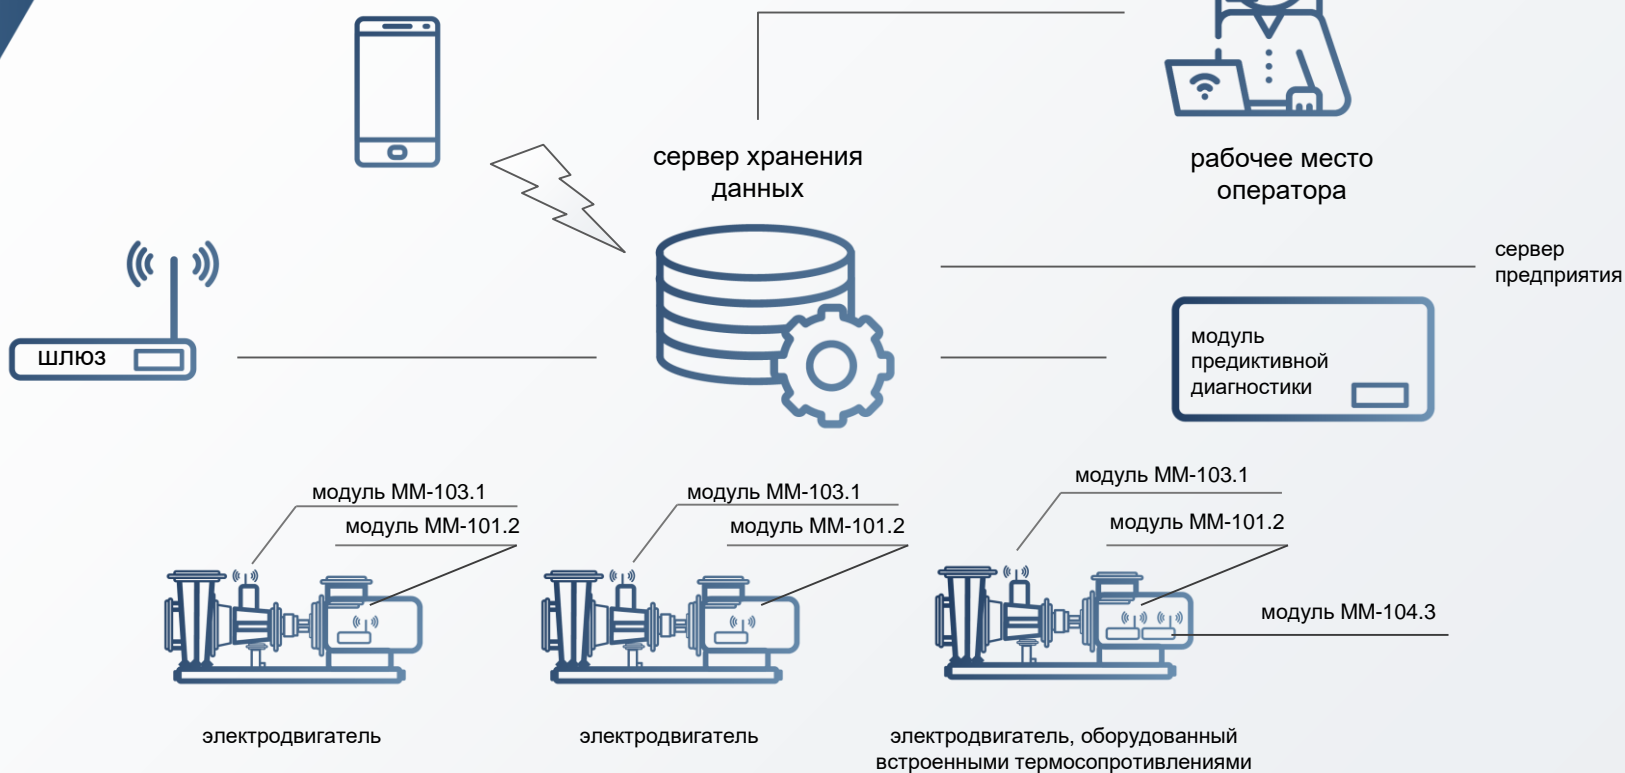 сервер хранения
данных
рабочее место
оператора
сервер
предприятия
шлюз
модуль
предиктивной
диагностики
модуль ММ-103.1
модуль ММ-101.2
модуль ММ-103.1
модуль ММ-101.2
модуль ММ-103.1
модуль ММ-101.2
модуль ММ-104.3
электродвигатель
электродвигатель
электродвигатель, оборудованный
встроенными термосопротивлениями